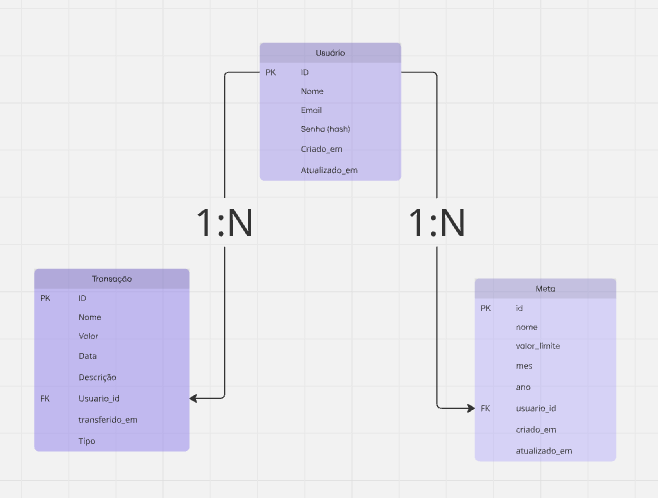 Usuário
PK ID
Nome
Email
Senha (hash)
Criado_em
Atualizado_em
1:N
1:N
Transação
PK ID
Nome
Valor
Data
Descrição
FK Usuario_id
transferido_em
Tipo
Meta
PK id
nome
valor_limite
mes
ano
FK usuario_id
criado_em
atualizado_em